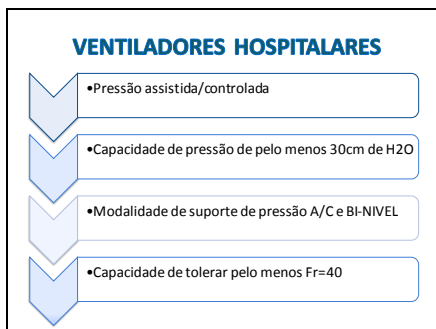 VENTILADORES HOSPITALARES
•Pressão assistida/controlada
•Capacidade de pressão de pelo menos 30cm de H2O
•Modalidade de suporte de pressão A/C e BI-NIVEL
•Capacidade de tolerar pelo menos Fr=40